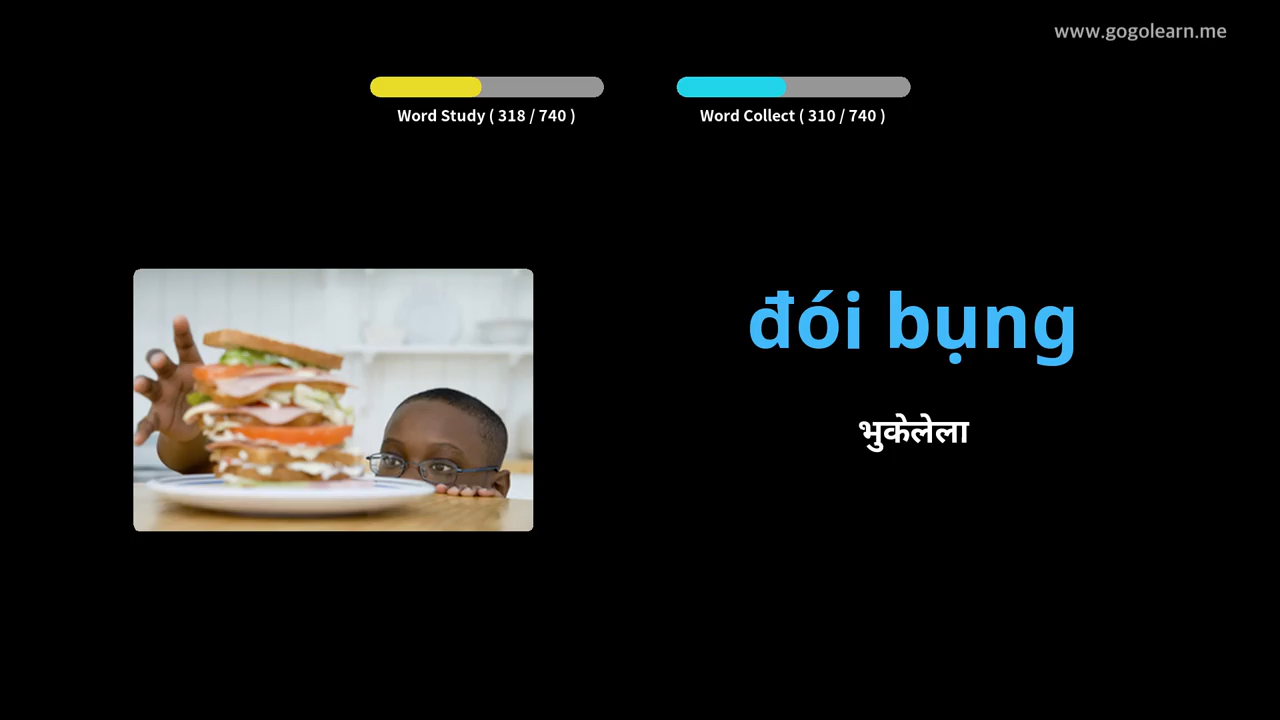 www.gogolearn.me
Word Study ( 318 / 740 )
Word Collect ( 310 / 740 )
đói bụng
भुकेलेला